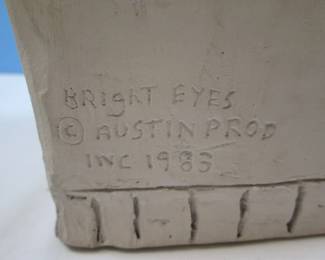 BRigHT EYES
© AUSTIN PROD
INC 1983